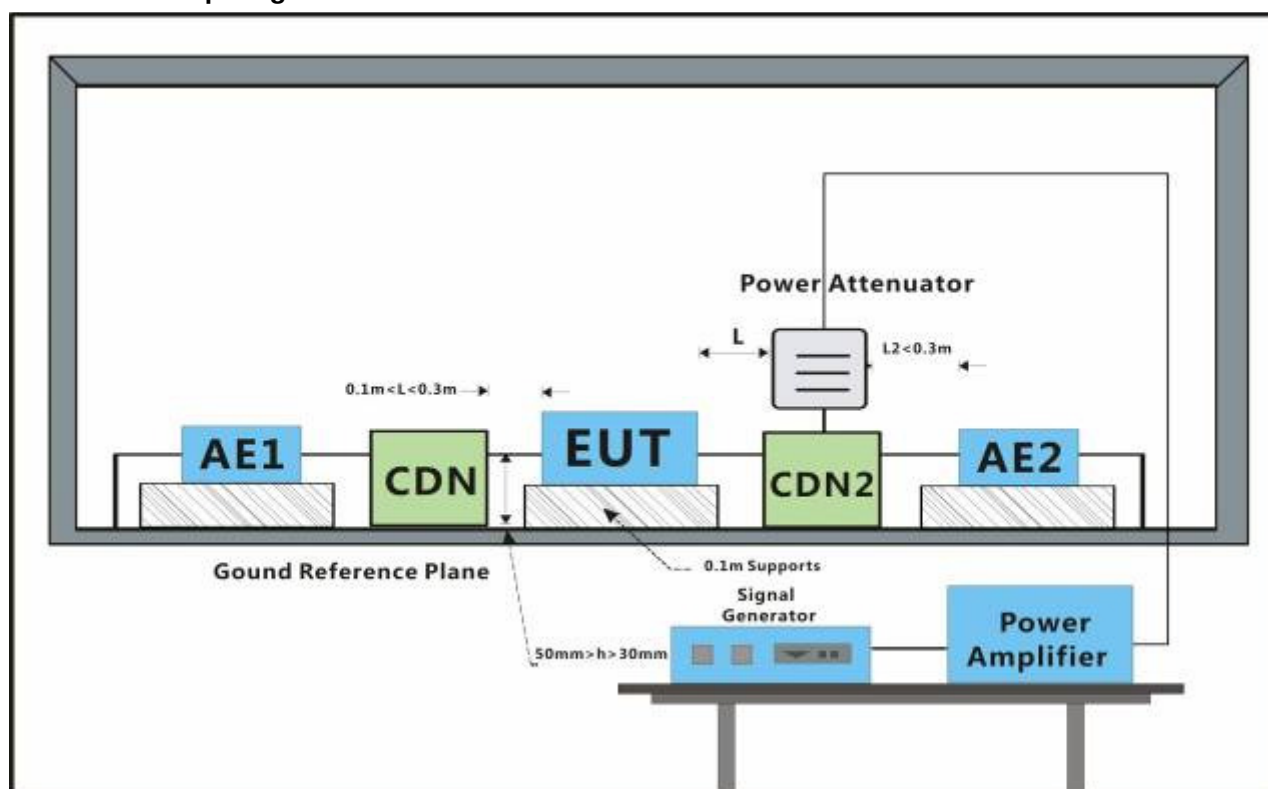 Power Attenuator
L
L2<0.3m
0.1m<L<0.3m
AE1
CDN
EUT
CDN2
AE2
Gound Reference Plane
0.1m Supports
Signal
Generator
50mm>h>30mm
Power
Amplifier